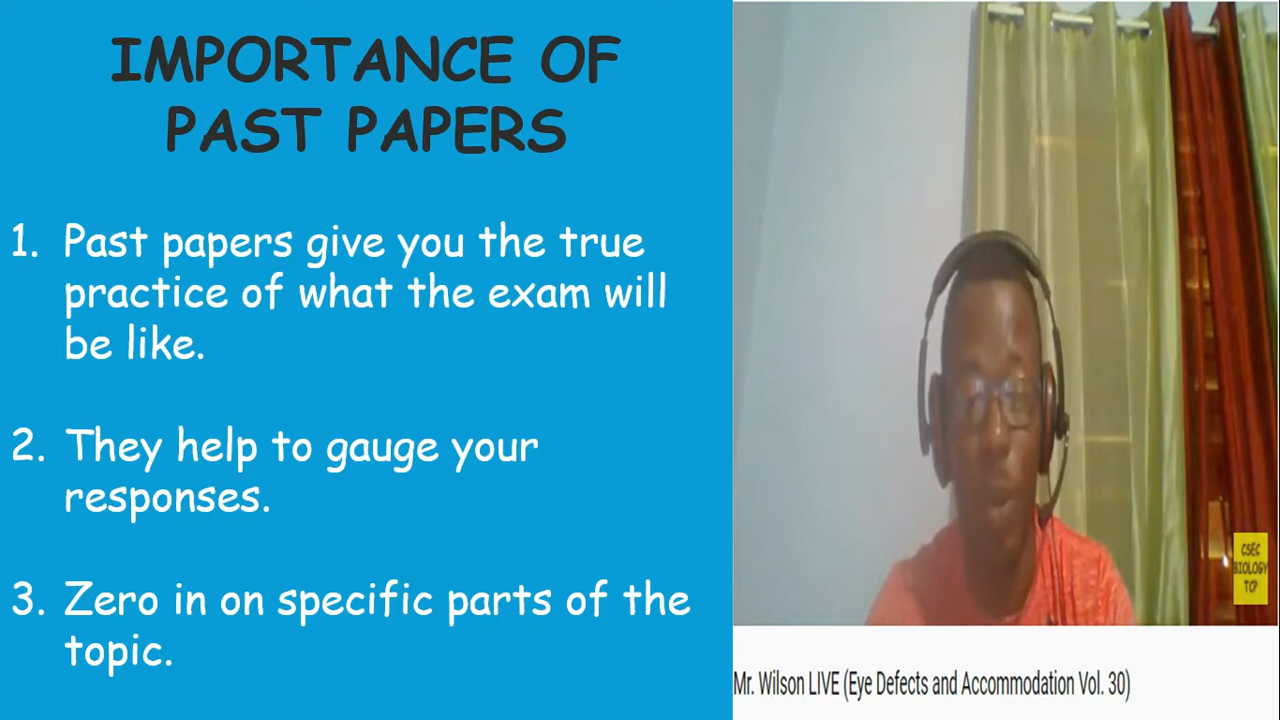 IMPORTANCE OF
PAST PAPERS
1. Past papers give you the true
practice of what the exam will
be like.
2. They help to gauge your
responses.
3. Zero in on specific parts of the
topic.
CSEC
BIOLOGY
TCP
Mr. Wilson LIVE (Eye Defects and Accommodation Vol. 30)